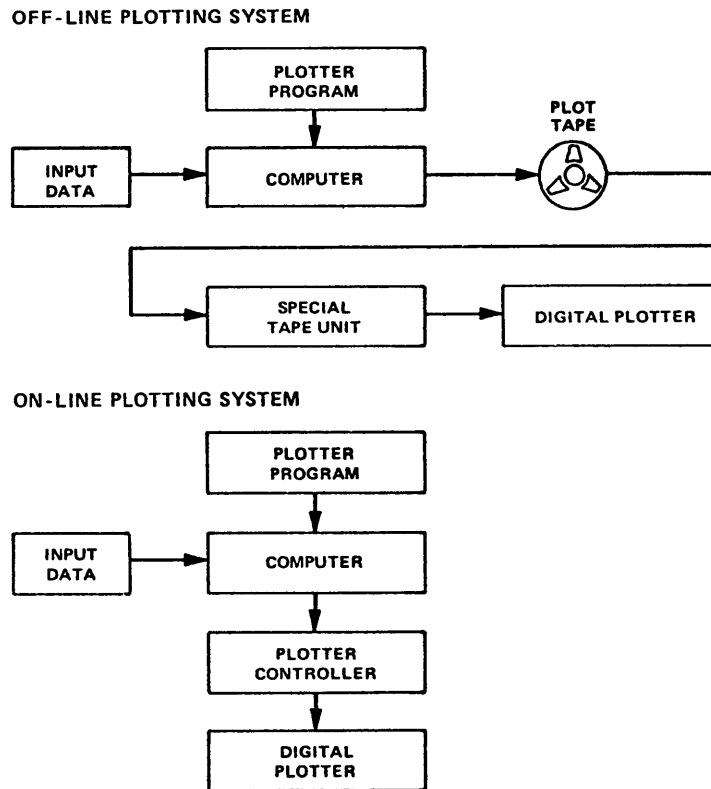 OFF-LINE PLOTTING SYSTEM
PLOTTER
PROGRAM
PLOT
TAPE
INPUT
DATA
COMPUTER
SPECIAL
TAPE UNIT
DIGITAL PLOTTER
ON-LINE PLOTTING SYSTEM
PLOTTER
PROGRAM
INPUT
DATA
COMPUTER
PLOTTER
CONTROLLER
DIGITAL
PLOTTER